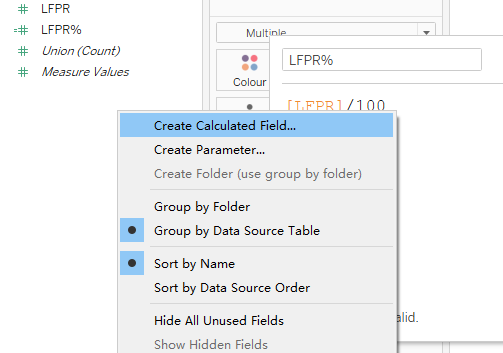 LFPR
LFPR%
Union (Count)
Measure Values
Multiple
Colour
LFPR%
[LFPR]/100
Create Calculated Field...
Create Parameter...
Create Folder (use group by folder)
Group by Folder
Group by Data Source Table
Sort by Name
Sort by Data Source Order
Hide All Unused Fields
Show Hidden Fields